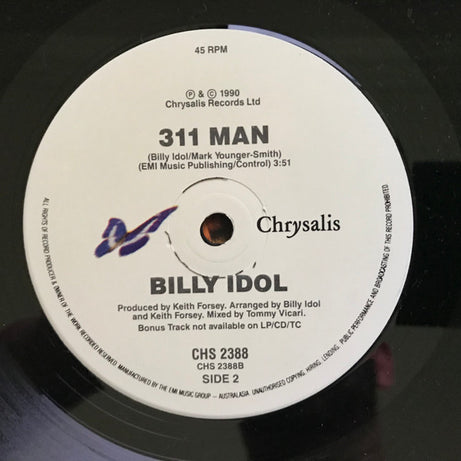 45 RPM
Ⓟ & © 1990
Chrysalis Records Ltd
311 MAN
(Billy Idol/Mark Younger-Smith)
(EMI Music Publishing/Control) 3:51
Chrysalis
BILLY IDOL
Produced by Keith Forsey. Arranged by Billy Idol
and Keith Forsey. Mixed by Tommy Vicari.
Bonus Track not available on LP/CD/TC
CHS 2388
CHS 2388B
SIDE 2
ALL RIGHTS OF RECORD PRODUCER & OWNER OF THE WORK RECORDED RESERVED. MANUFACTURED BY THE EMI MUSIC GROUP – AUSTRALASIA UNAUTHORISED COPYING, HIRING, LENDING, PUBLIC PERFORMANCE AND BROADCASTING OF THIS RECORD PROHIBITED.